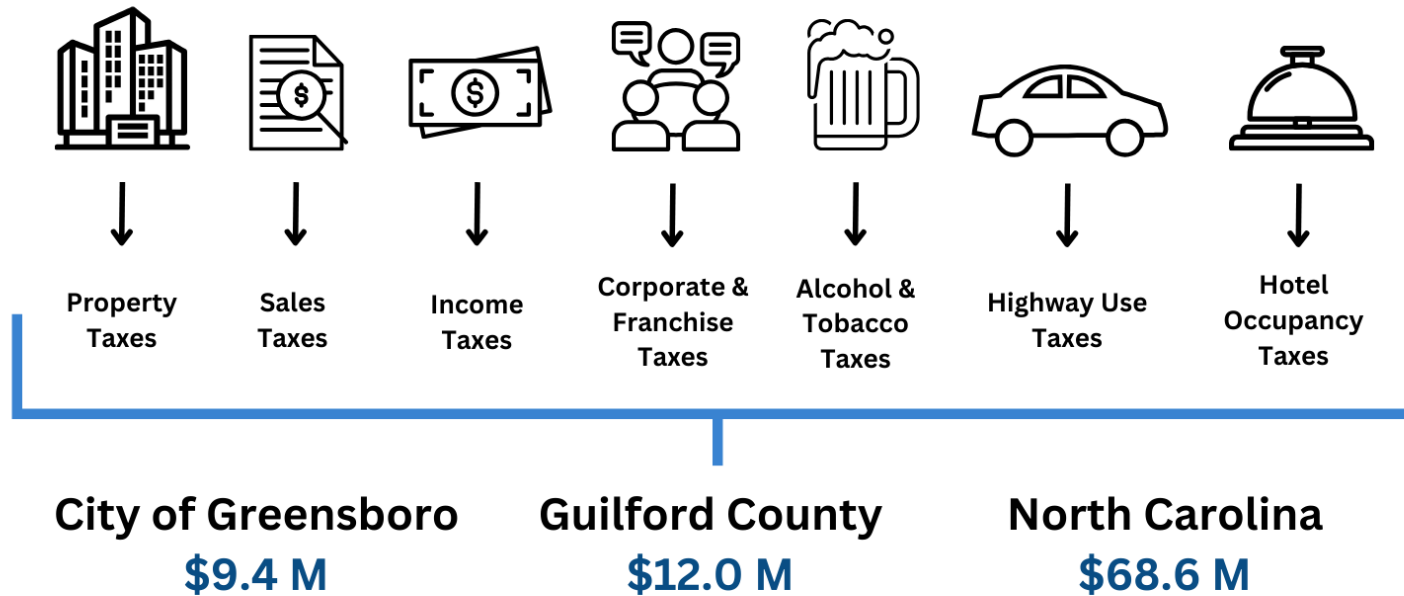 $
$
Property
Taxes
Sales
Taxes
Income
Taxes
Corporate &
Franchise
Taxes
Alcohol &
Tobacco
Taxes
Highway Use
Taxes
Hotel
Occupancy
Taxes
City of Greensboro
$9.4 M
Guilford County
$12.0 M
North Carolina
$68.6 M